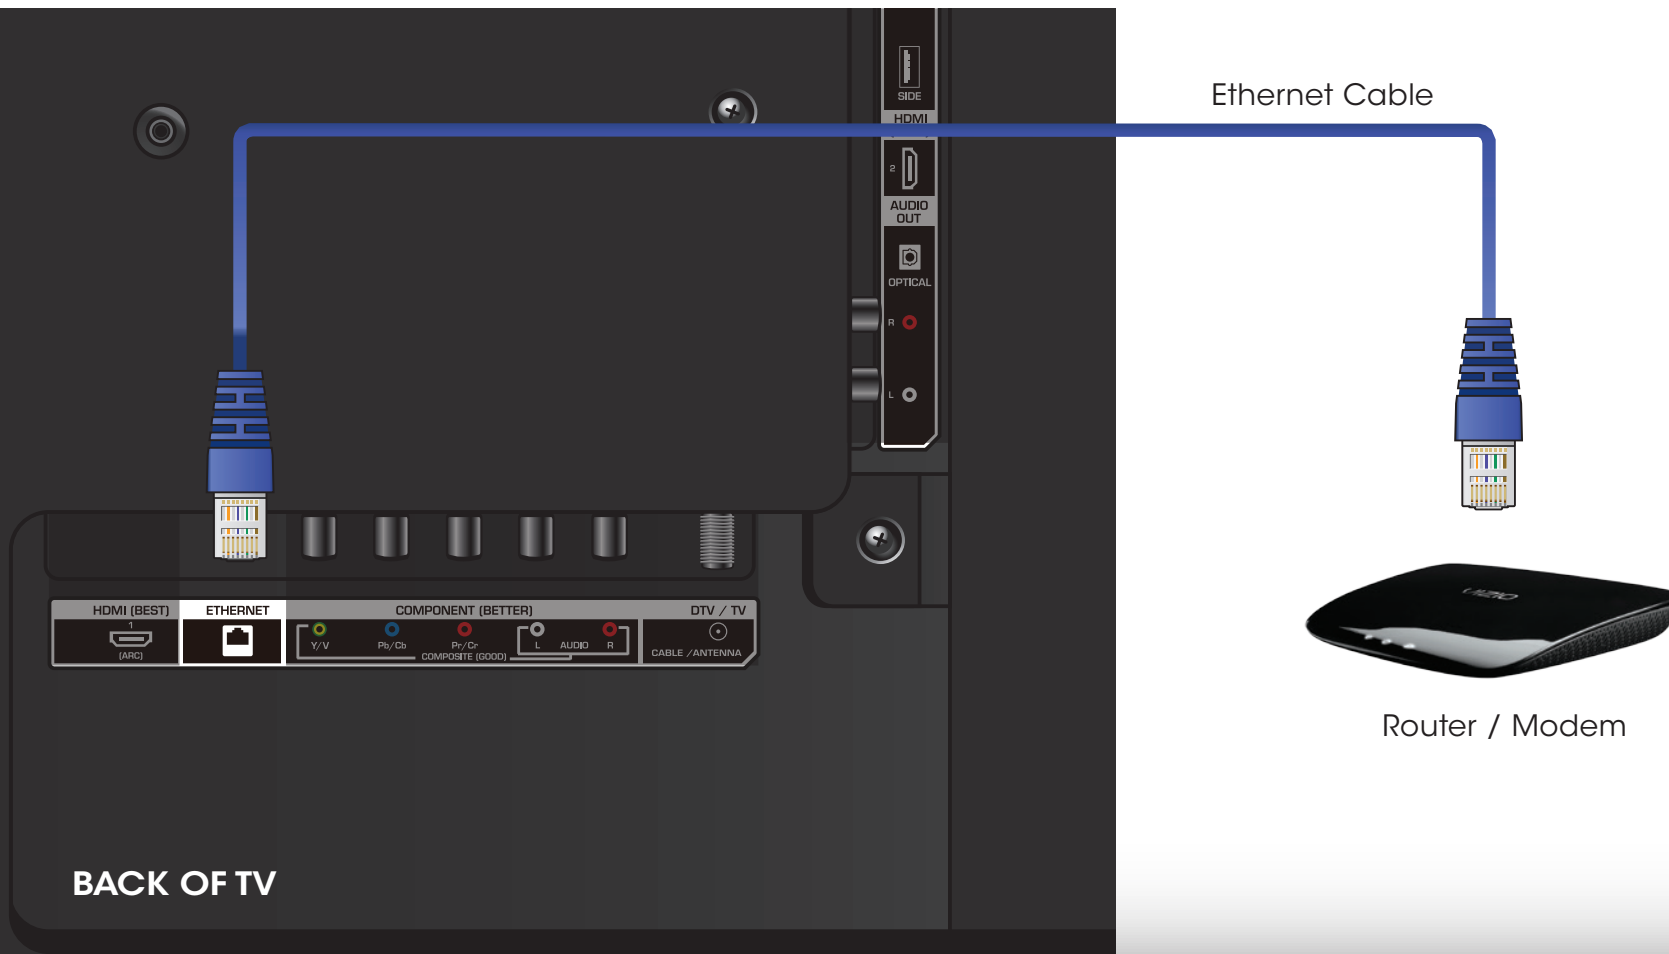 SIDE
HDMI
2
AUDIO
OUT
OPTICAL
R
L
Ethernet Cable
HDMI (BEST)
ETHERNET
COMPONENT (BETTER)
DTV / TV
1
(ARC)
Y/V
Pb/Cb
Pr/Cr
L
AUDIO
R
COMPOSITE (GOOD)
CABLE /ANTENNA
VIZIO
Router / Modem
BACK OF TV